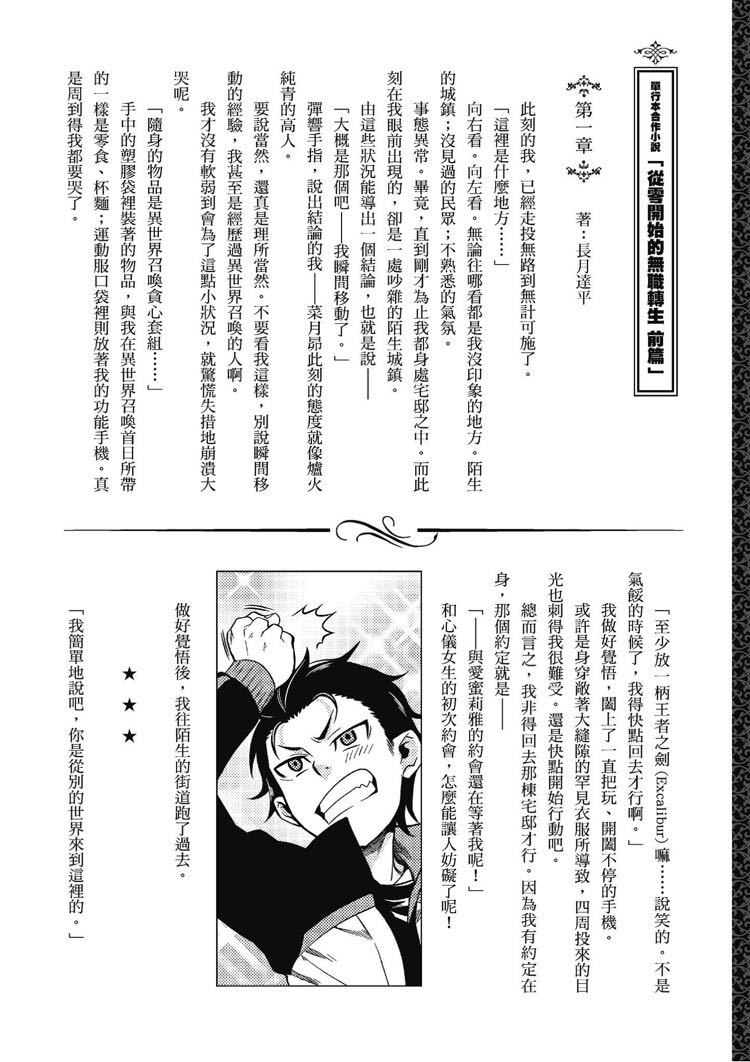 單行本合作小說「從零開始的無職轉生 前篇」
第一章
著：長月達平
此刻的我，已經走投無路到無計可施了。
「這裡是什麼地方……」
向右看。向左看。無論往哪看都是我沒印象的地方。陌生
的城鎮；沒見過的民眾；不熟悉的氣氛。
事態異常。畢竟，直到剛才為止我都身處宅邸之中。而此
刻在我眼前出現的，卻是一處吵雜的陌生城鎮。
由這些狀況能導出一個結論，也就是說——
「大概是那個吧——我瞬間移動了。」
彈響手指，說出結論的我——菜月昴此刻的態度就像爐火
純青的高人。
要說當然，還真是理所當然。不要看我這樣，別說瞬間移
動的經驗，我甚至是經歷過異世界召喚的人啊。
我才沒有軟弱到會為了這點小狀況，就驚慌失措地崩潰大
哭呢。
「隨身的物品是異世界召喚貪心套組……」
手中的塑膠袋裡裝著的物品，與我在異世界召喚首日所帶
的一樣是零食、杯麵；運動服口袋裡則放著我的功能手機。真
是周到得我都要哭了。
「至少放一柄王者之劍(Excalibur)嘛……說笑的。不是
氣餒的時候了，我得快點回去才行啊。」
我做好覺悟，闔上了一直把玩、開闔不停的手機。
或許是身穿敞著大縫隙的罕見衣服所導致，四周投來的目
光也刺得我很難受。還是快點開始行動吧。
總而言之，我非得回去那棟宅邸才行。因為我有約定在
身，那個約定就是——
「——與愛蜜莉雅的約會還在等著我呢！」
和心儀女生的初次約會，怎麼能讓人妨礙了呢！
做好覺悟後，我往陌生的街道跑了過去。
★ ★ ★
「我簡單地說吧，你是從別的世界來到這裡的。」